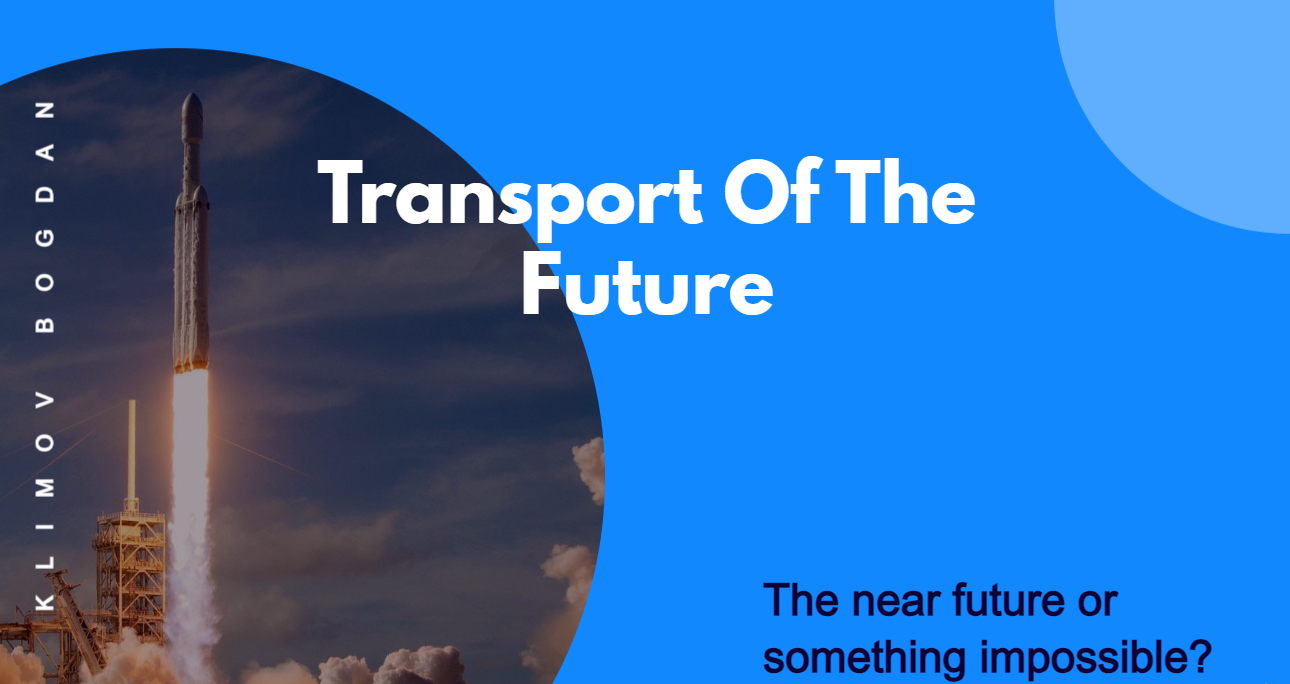 KLIMOV BOGDAN
Transport Of The
Future
The near future or
something impossible?